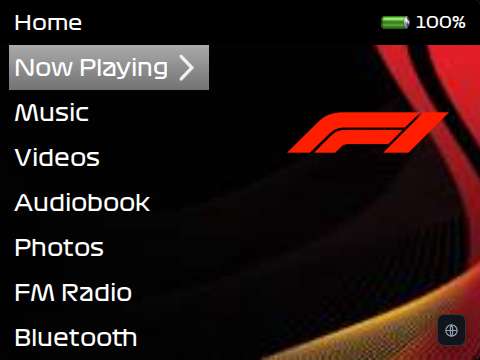 Home
100%
Now Playing
Music
Videos
Audiobook
Photos
FM Radio
Bluetooth